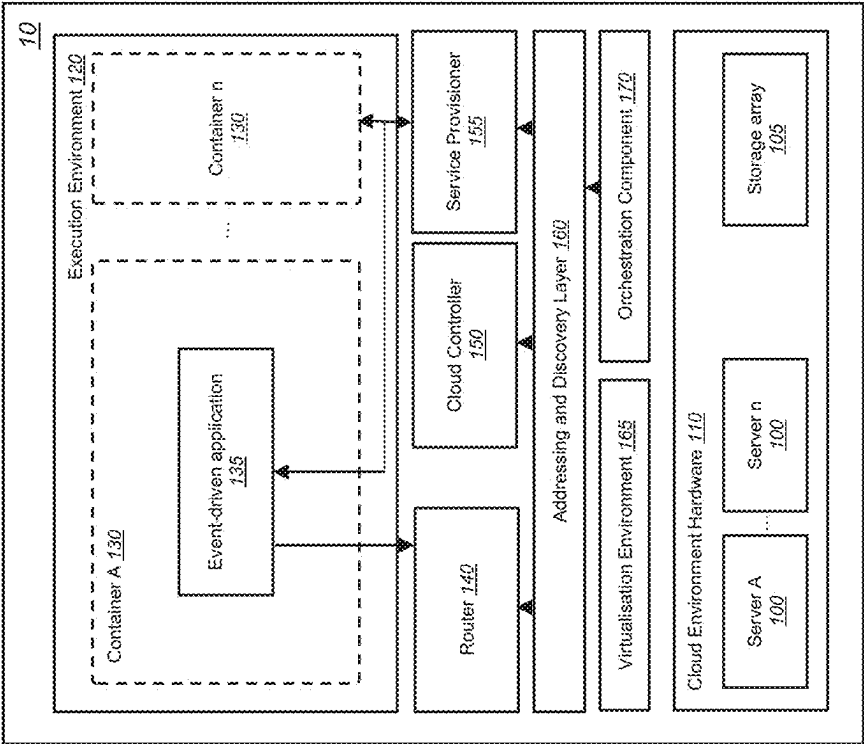 10
Execution Environment 120
Container A 130
Event-driven application
135
...
Container n
130
Router 140
Cloud Controller
150
Service Provisioner
155
Addressing and Discovery Layer 160
Virtualisation Environment 165
Orchestration Component 170
Cloud Environment Hardware 110
Server A
100
......
Server n
100
Storage array
105